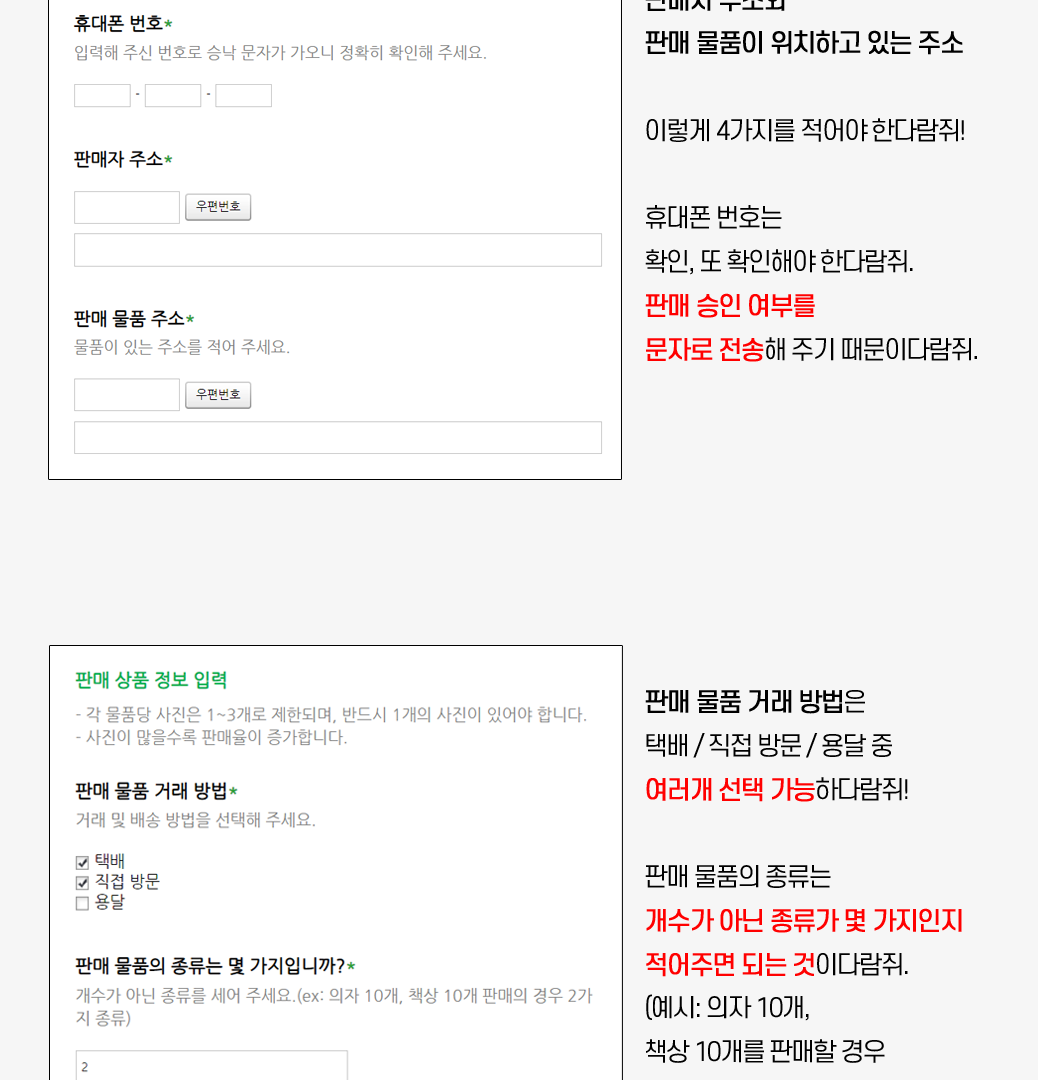 휴대폰 번호*
입력해 주신 번호로 승낙 문자가 가오니 정확히 확인해 주세요.
- -
판매자 주소*
우편번호
판매 물품 주소*
물품이 있는 주소를 적어 주세요.
우편번호
판매자 주소와
판매 물품이 위치하고 있는 주소
이렇게 4가지를 적어야 한다람쥐!
휴대폰 번호는
확인, 또 확인해야 한다람쥐.
판매 승인 여부를
문자로 전송해 주기 때문이다람쥐.
판매 상품 정보 입력
- 각 물품당 사진은 1~3개로 제한되며, 반드시 1개의 사진이 있어야 합니다.
- 사진이 많을수록 판매율이 증가합니다.
판매 물품 거래 방법*
거래 및 배송 방법을 선택해 주세요.
택배
직접 방문
용달
판매 물품의 종류는 몇 가지입니까?*
개수가 아닌 종류를 세어 주세요.(ex: 의자 10개, 책상 10개 판매의 경우 2가
지 종류)
2
판매 물품 거래 방법은
택배 / 직접 방문 / 용달 중
여러개 선택 가능하다람쥐!
판매 물품의 종류는
개수가 아닌 종류가 몇 가지인지
적어주면 되는 것이다람쥐.
(예시: 의자 10개,
책상 10개를 판매할 경우